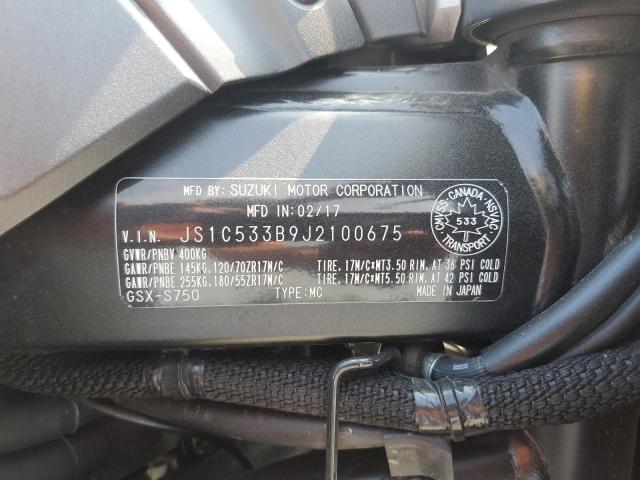 MFD BY: SUZUKI MOTOR CORPORATION
MFD IN: 02/17
V.I.N. JS1C533B9J2100675
GVWR/PNBV 400KG
GAWR/PNBE 145KG. 120/70ZR17M/C TIRE. 17M/C×MT3.50 RIM. AT 36 PSI COLD
GAWR/PNBE 255KG. 180/55ZR17M/C TIRE. 17M/C×MT5.50 RIM. AT 42 PSI COLD
GSX-S750 TYPE: MC MADE IN JAPAN
CMVSS CANADA NSVAC
533
TRANSPORT